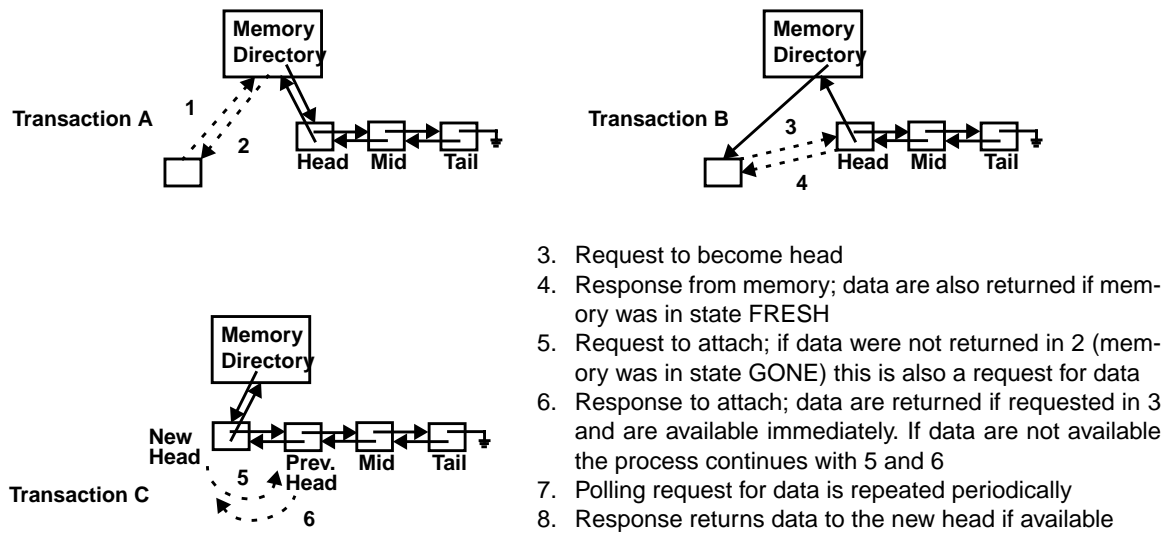 Memory
Directory
Transaction A
1
2
Head Mid Tail
Memory
Directory
Transaction B
3
4
Head Mid Tail
Memory
Directory
New
Head
Prev.
Head
Mid
Tail
5
6
Transaction C
3. Request to become head
4. Response from memory; data are also returned if mem-
ory was in state FRESH
5. Request to attach; if data were not returned in 2 (mem-
ory was in state GONE) this is also a request for data
6. Response to attach; data are returned if requested in 3
and are available immediately. If data are not available
the process continues with 5 and 6
7. Polling request for data is repeated periodically
8. Response returns data to the new head if available